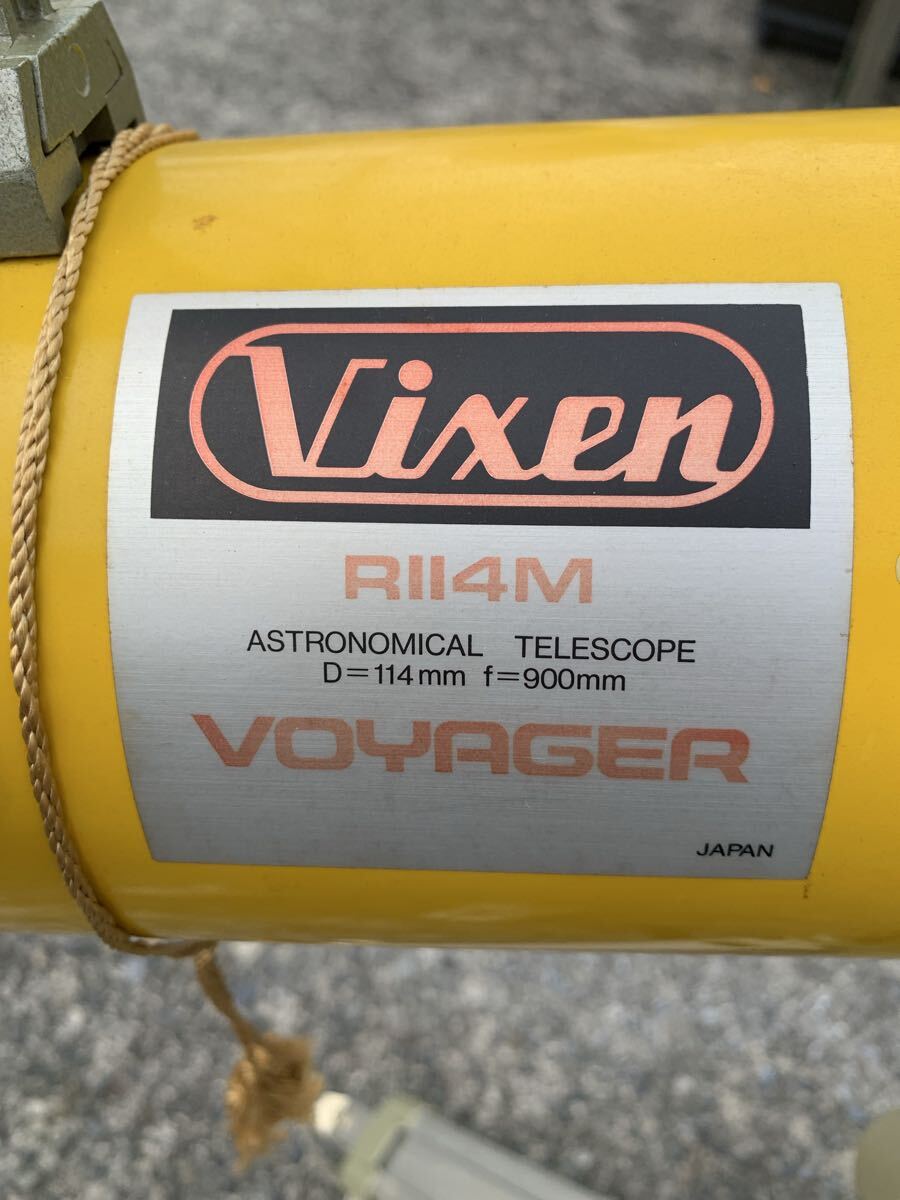 Vixen
R114M
ASTRONOMICAL TELESCOPE
D=114mm f=900mm
VOYAGER
JAPAN